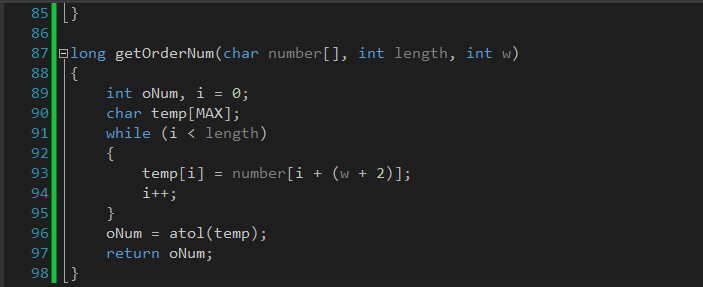 85 }
86
87 long getOrderNum(char number[], int length, int w)
88 {
89     int oNum, i = 0;
90     char temp[MAX];
91     while (i < length)
92     {
93         temp[i] = number[i + (w + 2)];
94         i++;
95     }
96     oNum = atol(temp);
97     return oNum;
98 }